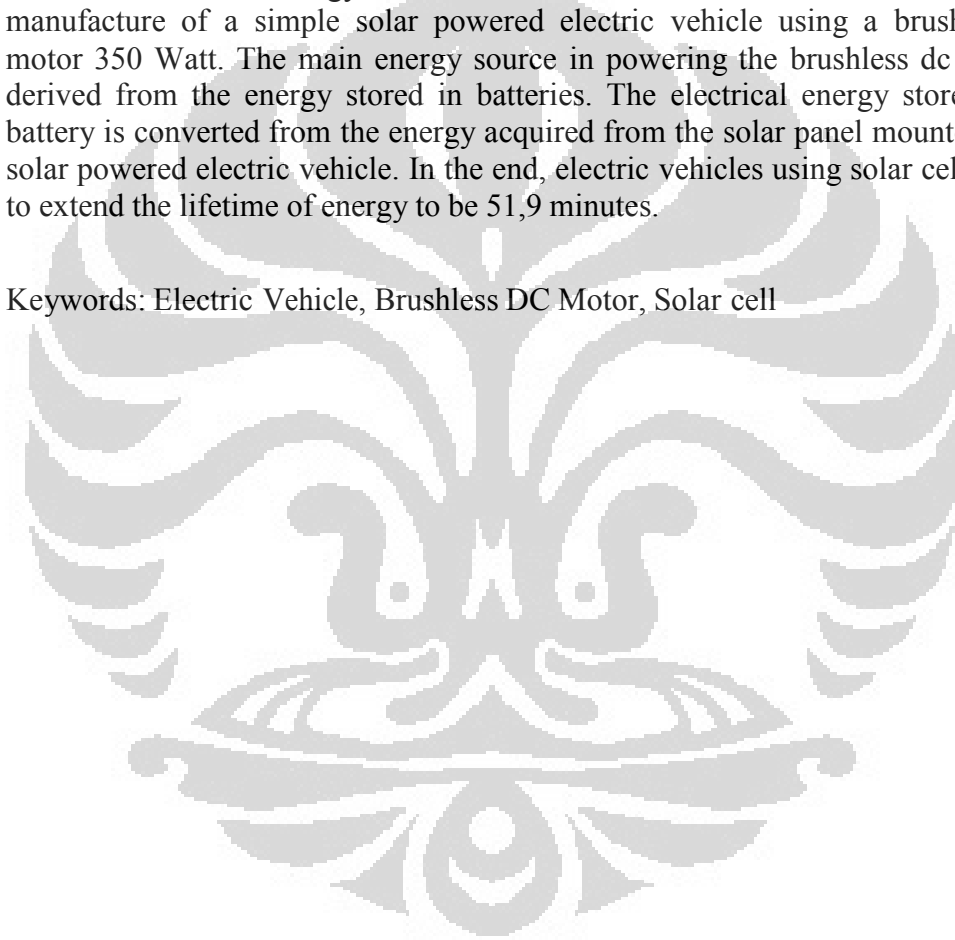 manufacture of a simple solar powered electric vehicle using a brush
motor 350 Watt. The main energy source in powering the brushless dc
derived from the energy stored in batteries. The electrical energy store
battery is converted from the energy acquired from the solar panel mount
solar powered electric vehicle. In the end, electric vehicles using solar cel
to extend the lifetime of energy to be 51,9 minutes.
Keywords: Electric Vehicle, Brushless DC Motor, Solar cell